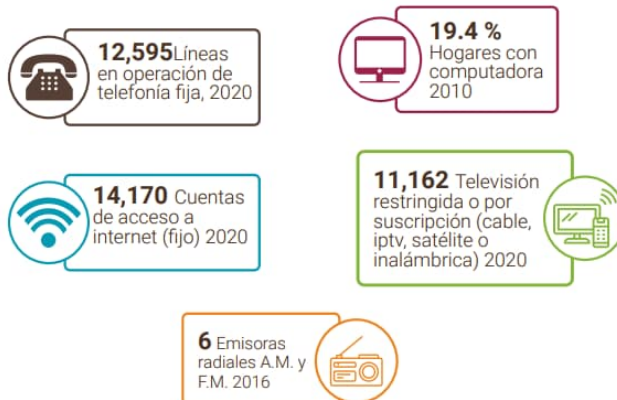 12,595Líneas
en operación de
telefonía fija, 2020
19.4 %
Hogares con
computadora
2010
14,170 Cuentas
de acceso a
internet (fijo) 2020
11,162 Televisión
restringida o por
suscripción (cable,
iptv, satélite o
inalámbrica) 2020
6 Emisoras
radiales A.M. y
F.M. 2016